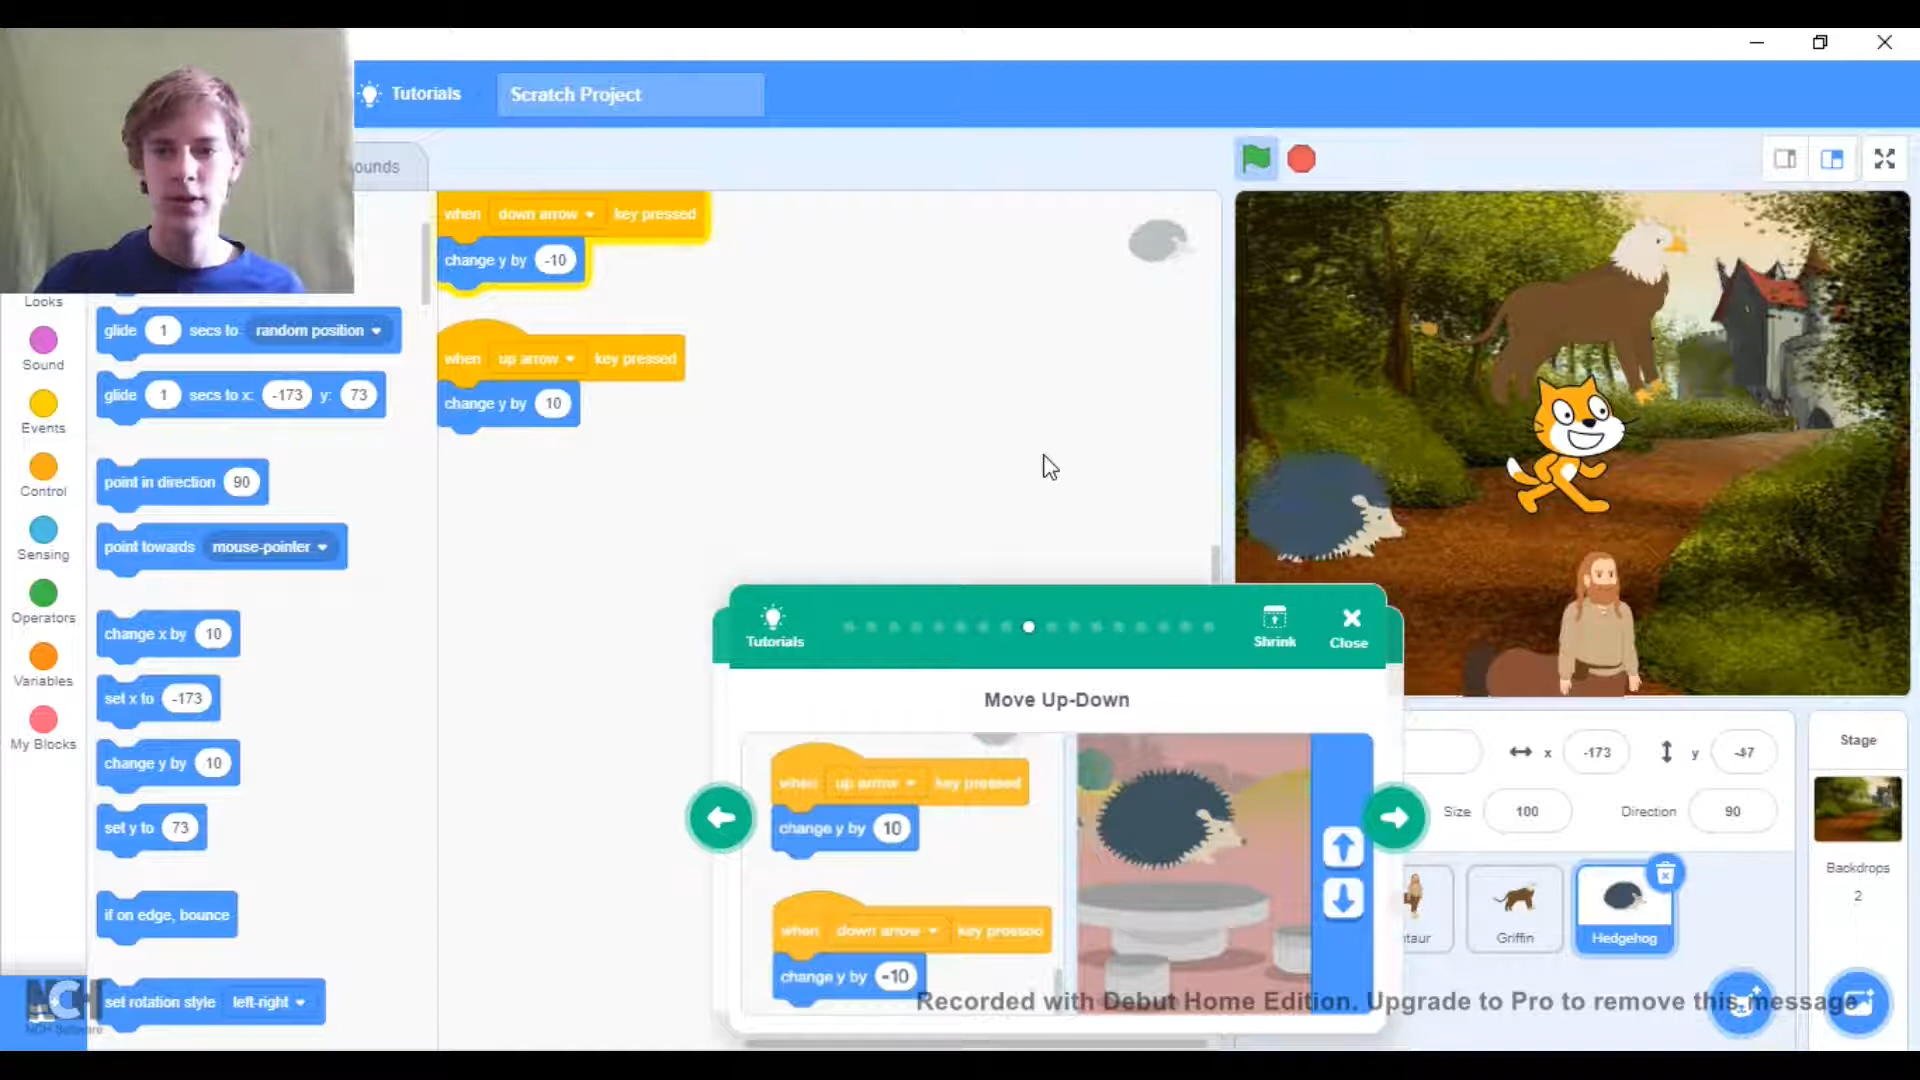 Tutorials
Scratch Project
ounds
when down arrow key pressed
change y by -10
when up arrow key pressed
change y by 10
Looks
Sound
Events
Control
Sensing
Operators
Variables
My Blocks
glide 1 secs to random position
glide 1 secs to x: -173 y: 73
point in direction 90
point towards mouse-pointer
change x by 10
set x to -173
change y by 10
set y to 73
if on edge, bounce
set rotation style left-right
Tutorials
Shrink
Close
Move Up-Down
when up arrow key pressed
change y by 10
when down arrow key pressed
change y by -10
x -173 y
Size 100 Direction 90
taur
Griffin
Hedgehog
Stage
Backdrops
2
NCH
NCH Software
Recorded with Debut Home Edition. Upgrade to Pro to remove this message